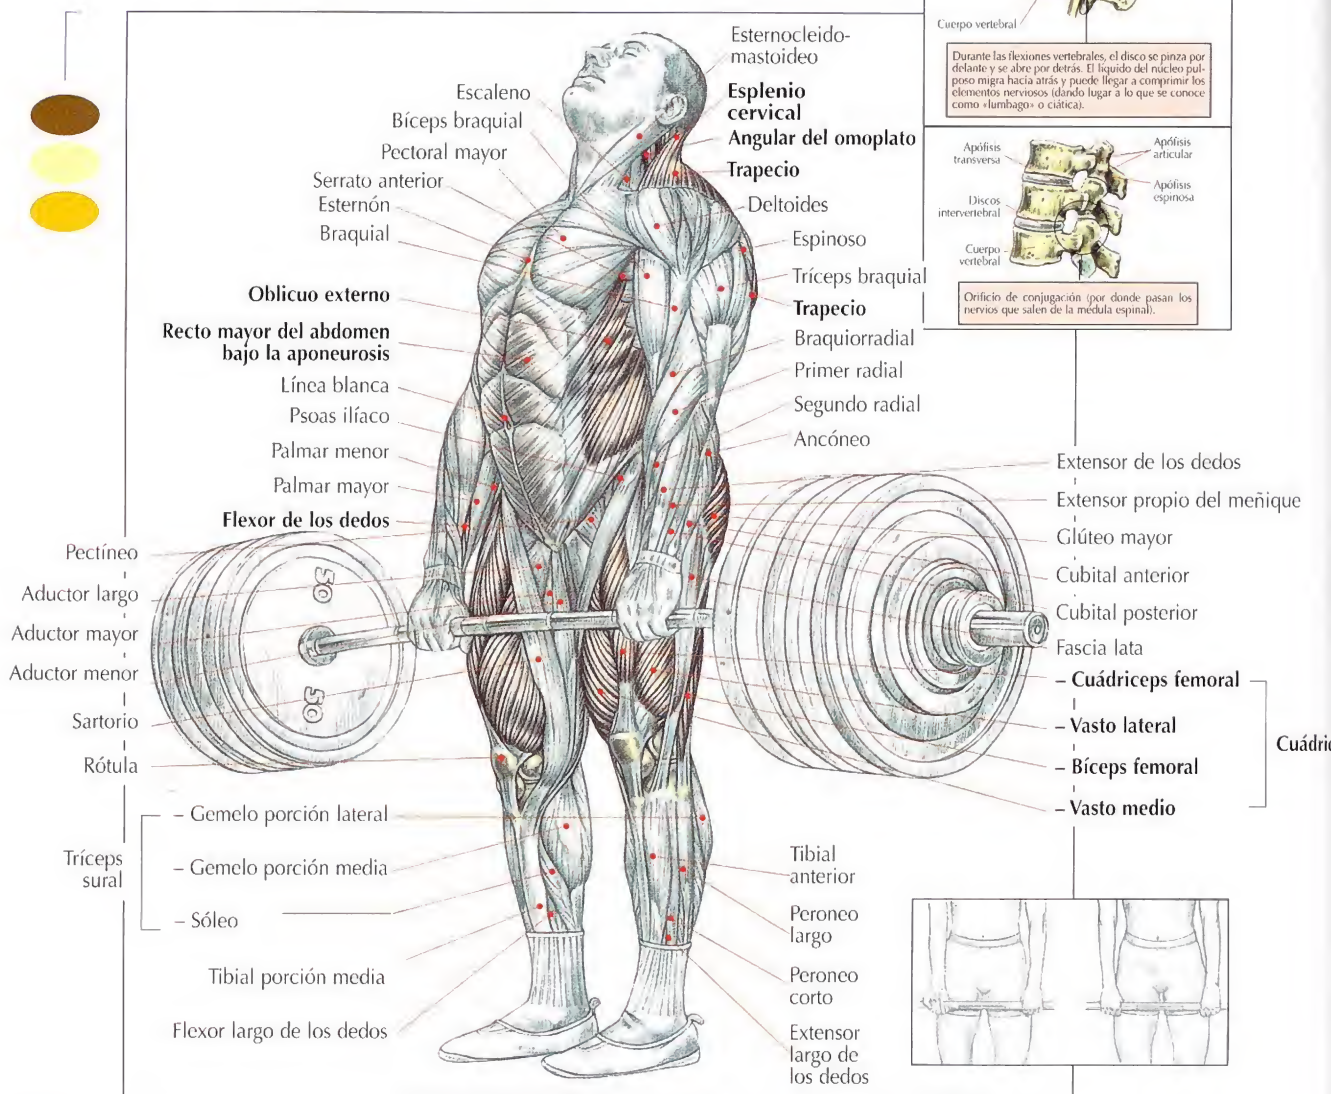 Esternocleido-
mastoideo
Escaleno
Bíceps braquial
Pectoral mayor
Serrato anterior
Esternón
Braquial
Oblicuo externo
Recto mayor del abdomen
bajo la aponeurosis
Línea blanca
Psoas ilíaco
Palmar menor
Palmar mayor
Flexor de los dedos
Pectíneo
Aductor largo
Aductor mayor
Aductor menor
Sartorio
Rótula
Tríceps
sural
– Gemelo porción lateral
– Gemelo porción media
– Sóleo
Tibial porción media
Flexor largo de los dedos
Esplenio
cervical
Angular del omoplato
Trapecio
Deltoides
Espinoso
Tríceps braquial
Trapecio
Braquiorradial
Primer radial
Segundo radial
Ancóneo
Extensor de los dedos
Extensor propio del meñique
Glúteo mayor
Cubital anterior
Cubital posterior
Fascia lata
– Cuádriceps femoral
– Vasto lateral
– Bíceps femoral
– Vasto medio
Tibial
anterior
Peroneo
largo
Peroneo
corto
Extensor
largo de
los dedos
50
50
Cuerpo vertebral
Durante las flexiones vertebrales, el disco se pinza por
delante y se abre por detrás. El líquido del núcleo pul-
poso migra hacia atrás y puede llegar a comprimir los
elementos nerviosos (dando lugar a lo que se conoce
como «lumbago» o ciática).
Apófisis
transversa
Discos
intervertebral
Cuerpo
vertebral
Apófisis
articular
Apófisis
espinosa
Orificio de conjugación (por donde pasan los
nervios que salen de la médula espinal).